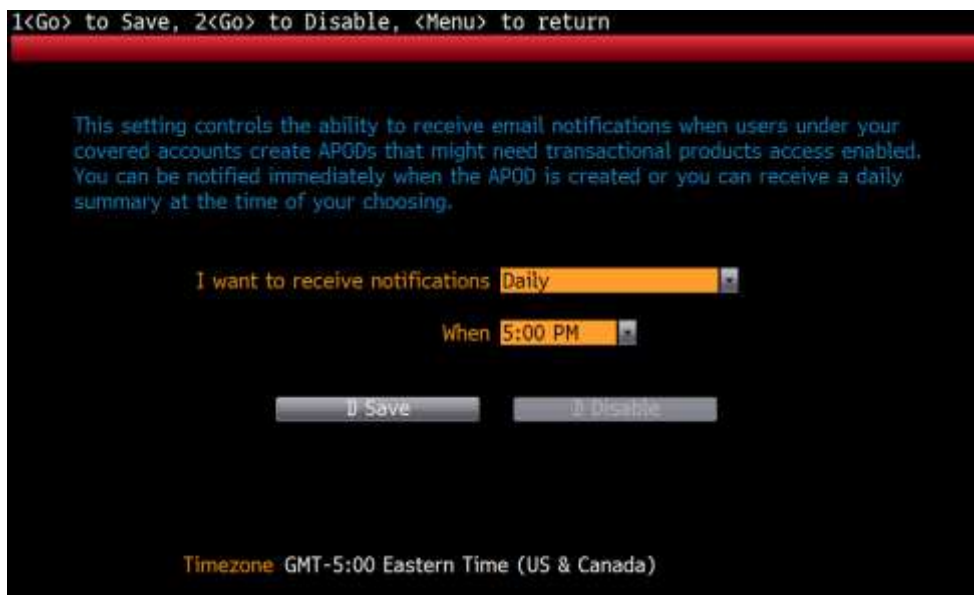 1<Go> to Save, 2<Go> to Disable, <Menu> to return
This setting controls the ability to receive email notifications when users under your
covered accounts create APODs that might need transactional products access enabled.
You can be notified immediately when the APOD is created or you can receive a daily
summary at the time of your choosing.
I want to receive notifications Daily
When 5:00 PM
Save Disable
Timezone GMT-5:00 Eastern Time (US & Canada)